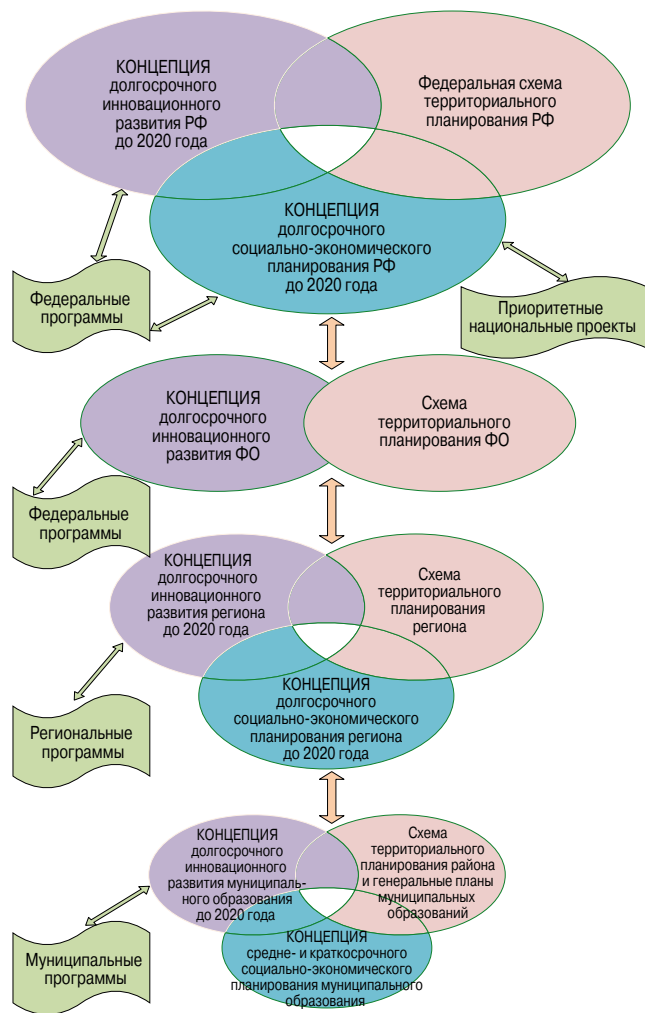 КОНЦЕПЦИЯ
долгосрочного
инновационного
развития РФ
до 2020 года
Федеральная схема
территориального
планирования РФ
КОНЦЕПЦИЯ
долгосрочного
социально-экономического
планирования РФ
до 2020 года
Федеральные
программы
Приоритетные
национальные проекты
КОНЦЕПЦИЯ
долгосрочного
инновационного
развития ФО
Схема
территориального
планирования ФО
Федеральные
программы
КОНЦЕПЦИЯ
долгосрочного
инновационного
развития региона
до 2020 года
Схема
территориального
планирования
региона
КОНЦЕПЦИЯ
долгосрочного
социально-экономического
планирования региона
до 2020 года
Региональные
программы
КОНЦЕПЦИЯ
долгосрочного
инновационного
развития муниципаль-
ного образования
до 2020 года
Схема
территориального
планирования района
и генеральные планы
муниципальных
образований
КОНЦЕПЦИЯ
средне- и краткосрочного
социально-экономического
планирования муниципального
образования
Муниципальные
программы